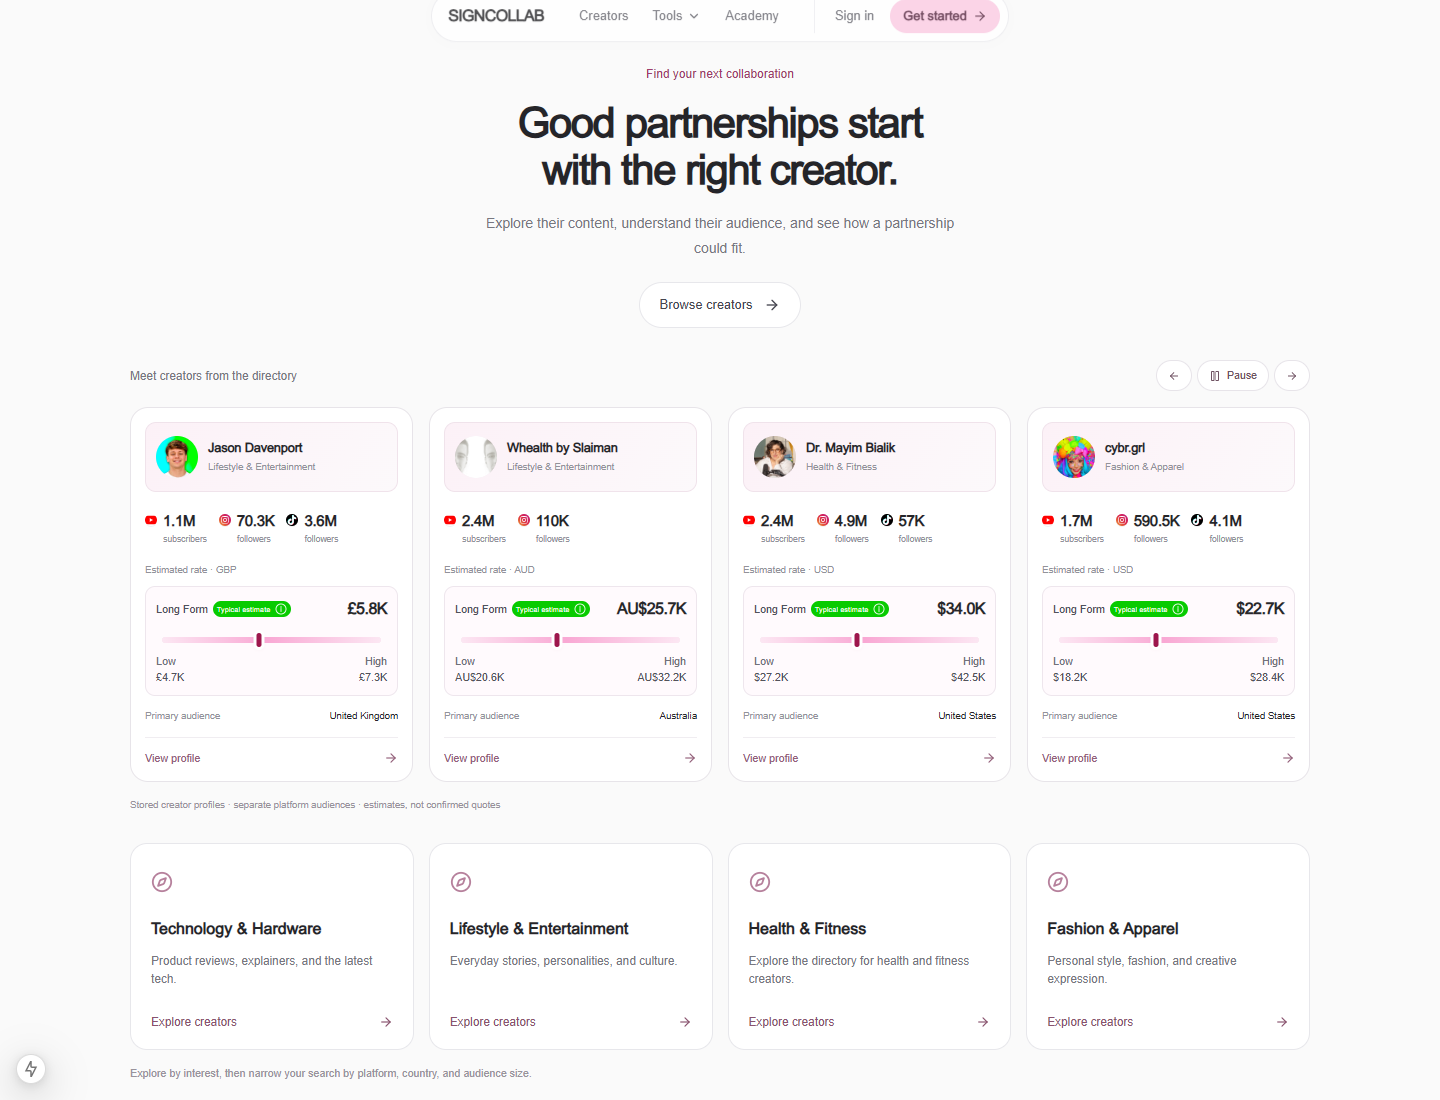 SIGNCOLLAB Creators Tools Academy Sign in Get started
Find your next collaboration
Good partnerships start
with the right creator.
Explore their content, understand their audience, and see how a partnership
could fit.
Browse creators
Meet creators from the directory
Pause
Jason Davenport
Lifestyle & Entertainment
1.1M 70.3K 3.6M
subscribers followers followers
Estimated rate · GBP
Long Form Typical estimate £5.8K
Low High
£4.7K £7.3K
Primary audience United Kingdom
View profile
Whealth by Slaiman
Lifestyle & Entertainment
2.4M 110K
subscribers followers
Estimated rate · AUD
Long Form Typical estimate AU$25.7K
Low High
AU$20.6K AU$32.2K
Primary audience Australia
View profile
Dr. Mayim Bialik
Health & Fitness
2.4M 4.9M 57K
subscribers followers followers
Estimated rate · USD
Long Form Typical estimate $34.0K
Low High
$27.2K $42.5K
Primary audience United States
View profile
cybr.grl
Fashion & Apparel
1.7M 590.5K 4.1M
subscribers followers followers
Estimated rate · USD
Long Form Typical estimate $22.7K
Low High
$18.2K $28.4K
Primary audience United States
View profile
Stored creator profiles · separate platform audiences · estimates, not confirmed quotes
Technology & Hardware
Product reviews, explainers, and the latest
tech.
Explore creators
Lifestyle & Entertainment
Everyday stories, personalities, and culture.
Explore creators
Health & Fitness
Explore the directory for health and fitness
creators.
Explore creators
Fashion & Apparel
Personal style, fashion, and creative
expression.
Explore creators
Explore by interest, then narrow your search by platform, country, and audience size.